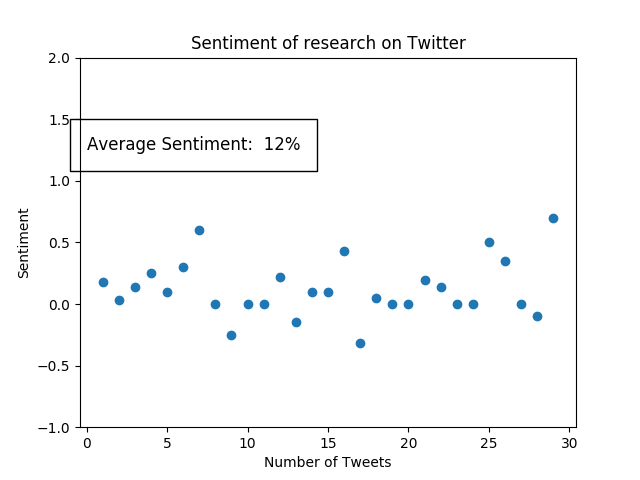 Sentiment of research on Twitter
2.0
1.5
Average Sentiment:  12%
1.0
0.5
0.0
−0.5
−1.0
Sentiment
0 5 10 15 20 25 30
Number of Tweets